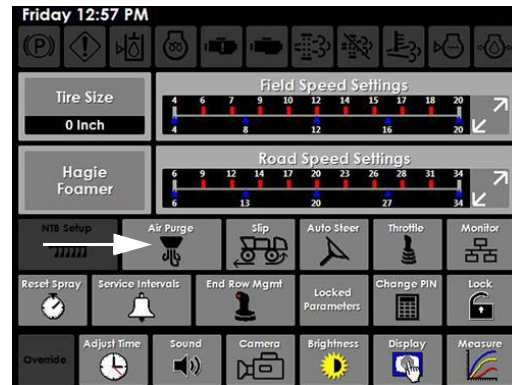 Friday 12:57 PM
(P)
Tire Size
0 Inch
Field Speed Settings
4 6 7 9 10 12 14 15 17 18 20
4 8 12 16 20
Hagie
Foamer
Road Speed Settings
6 9 12 14 17 20 23 26 28 31 34
6 13 20 27 34
NTB Setup
Air Purge
Slip
Auto Steer
Throttle
Monitor
Reset Spray
Service Intervals
End Row Mgmt
Locked
Parameters
Change PIN
Lock
Override
Adjust Time
Sound
Camera
Brightness
Display
Measure